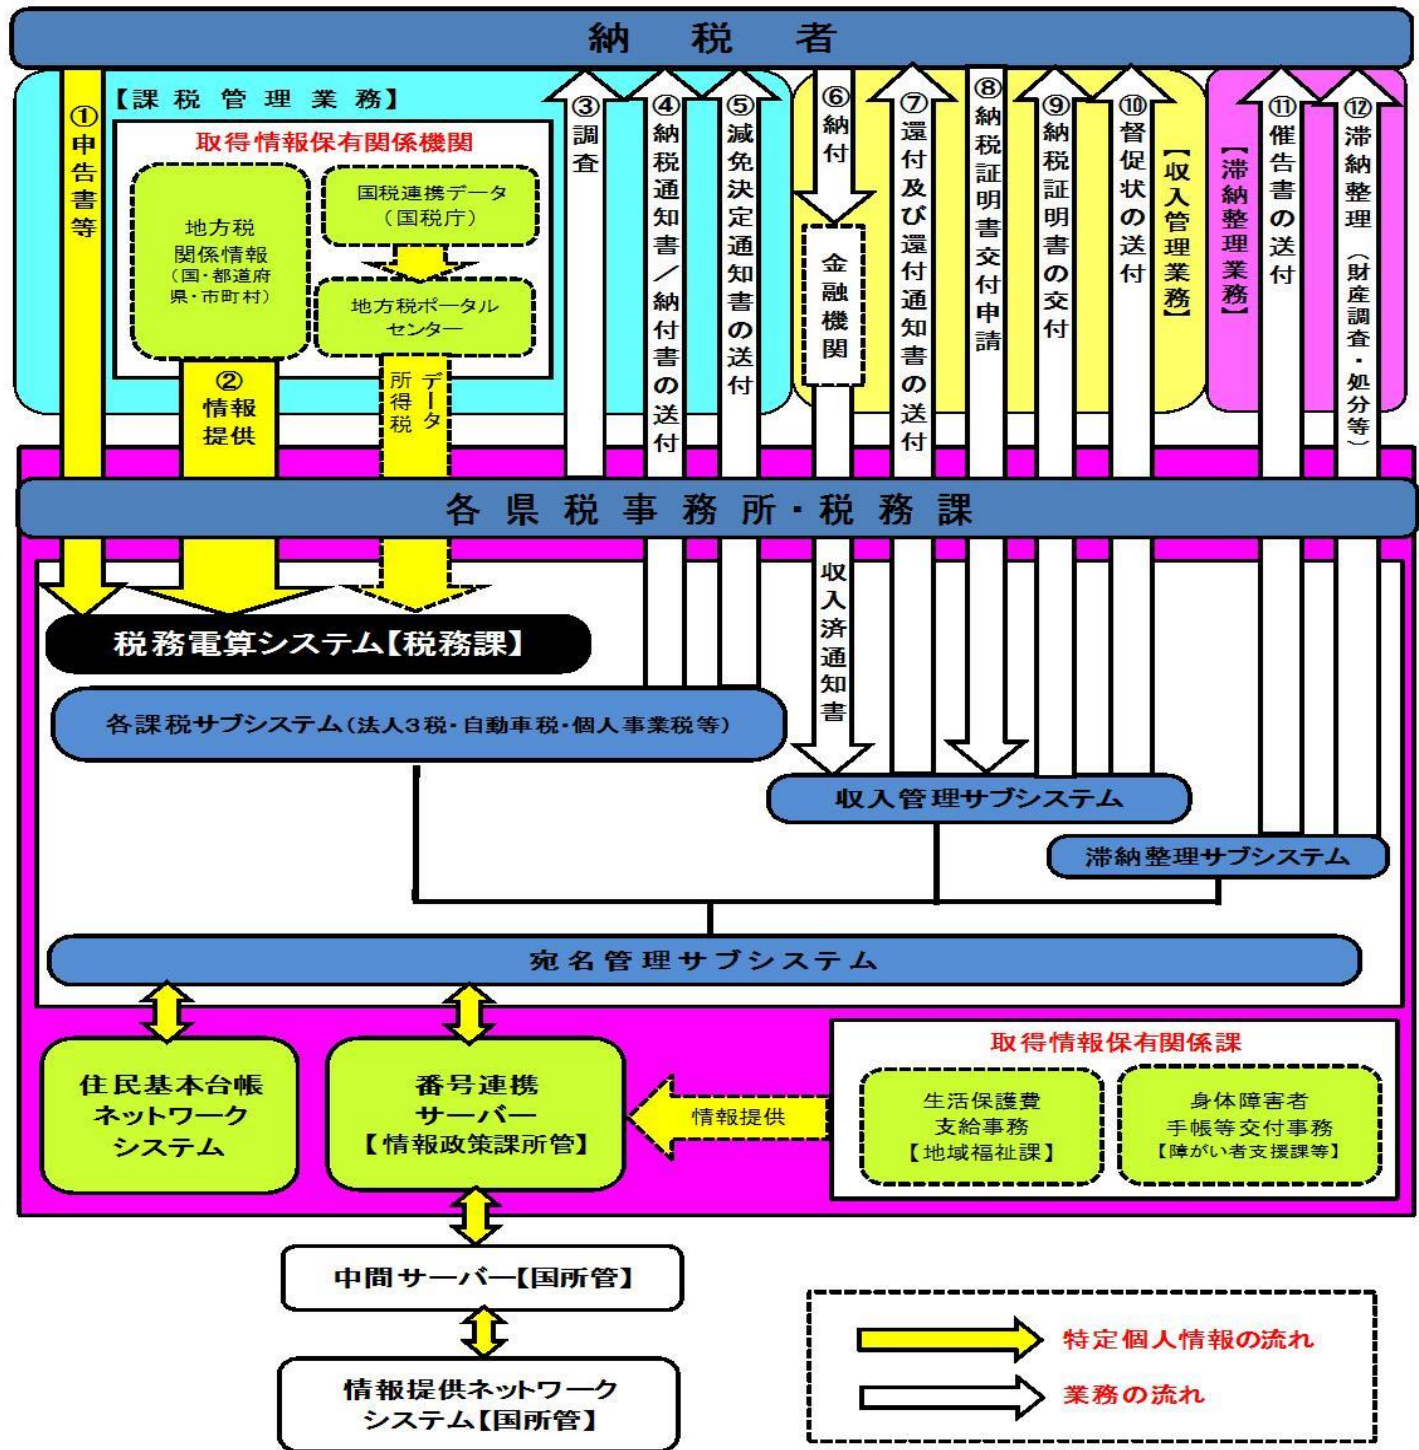 納税者
①申告書等
【課税管理業務】
取得情報保有関係機関
地方税
関係情報
(国・都道府
県・市町村)
国税連携データ
(国税庁)
地方税ポータル
センター
②
情報
提供
所得税
データ
③調査
④納税通知書／納付書の送付
⑤減免決定通知書の送付
⑥納付
金融機関
⑦還付及び還付通知書の送付
⑧納税証明書交付申請
⑨納税証明書の交付
⑩督促状の送付
【収入管理業務】
【滞納整理業務】
⑪催告書の送付
⑫滞納整理（財産調査・処分等）
各県税事務所・税務課
収入済通知書
税務電算システム【税務課】
各課税サブシステム(法人３税・自動車税・個人事業税等)
収入管理サブシステム
滞納整理サブシステム
宛名管理サブシステム
住民基本台帳
ネットワーク
システム
番号連携
サーバー
【情報政策課所管】
情報提供
取得情報保有関係課
生活保護費
支給事務
【地域福祉課】
身体障害者
手帳等交付事務
【障がい者支援課等】
中間サーバー【国所管】
情報提供ネットワーク
システム【国所管】
特定個人情報の流れ
業務の流れ